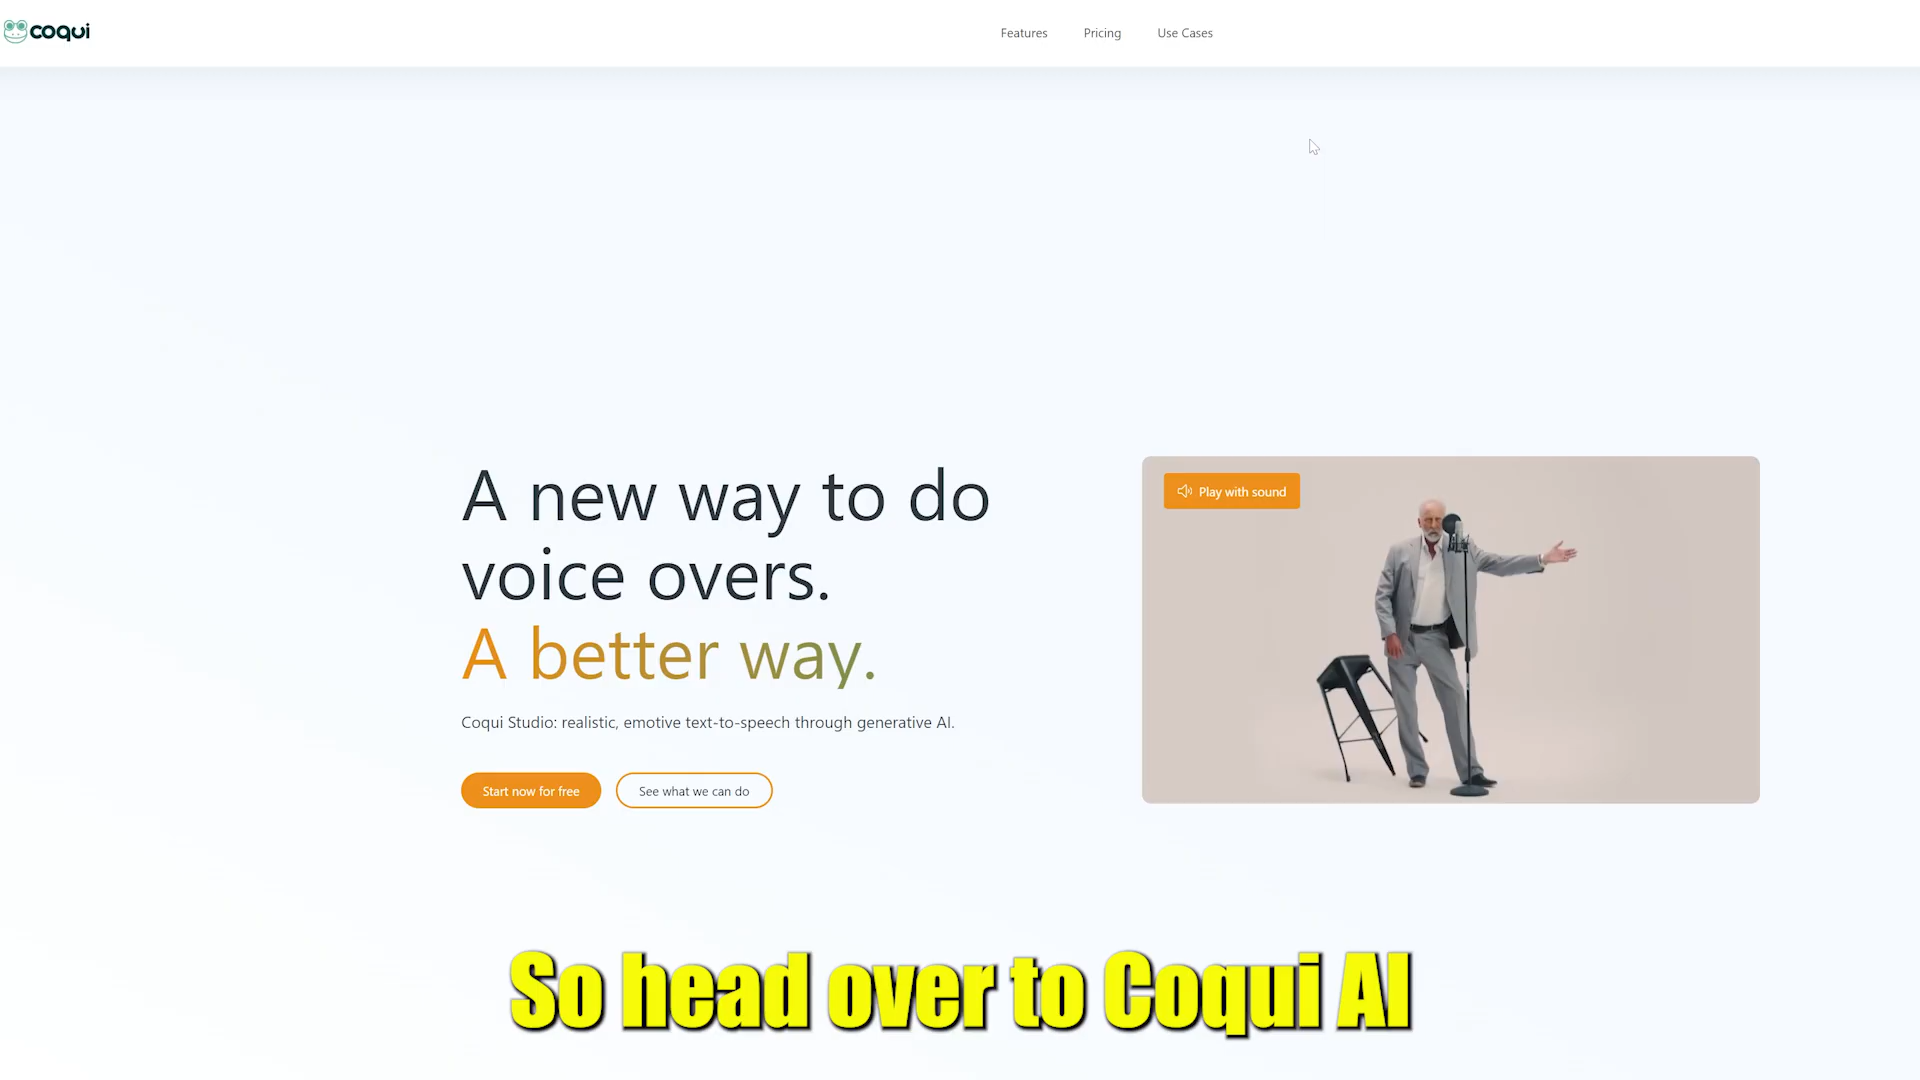 coqui
Features
Pricing
Use Cases
A new way to do
voice overs.
A better way.
Coqui Studio: realistic, emotive text-to-speech through generative AI.
Start now for free
See what we can do
Play with sound
So head over to Coqui AI